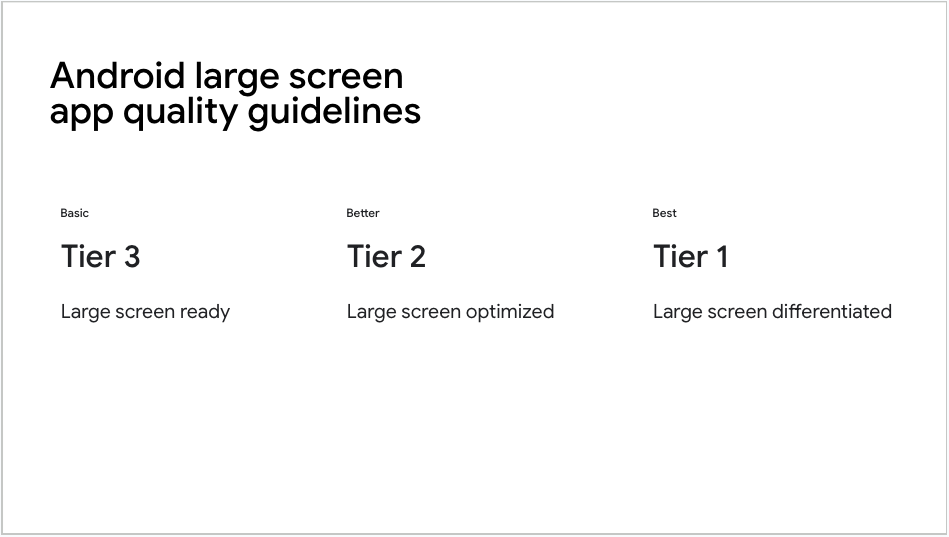 Android large screen
app quality guidelines
Basic
Tier 3
Large screen ready
Better
Tier 2
Large screen optimized
Best
Tier 1
Large screen differentiated